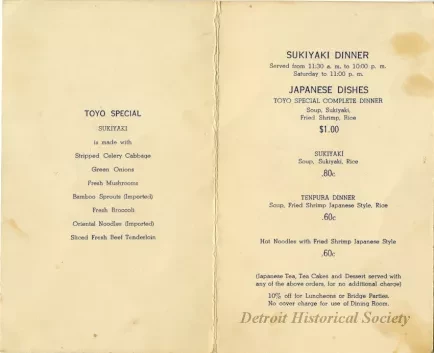 TOYO SPECIAL
SUKIYAKI
is made with
Stripped Celery Cabbage
Green Onions
Fresh Mushrooms
Bamboo Sprouts (Imported)
Fresh Broccoli
Oriental Noodles (Imported)
Sliced Fresh Beef Tenderloin
SUKIYAKI DINNER
Served from 11:30 a. m. to 10:00 p. m.
Saturday to 11:00 p. m.
JAPANESE DISHES
TOYO SPECIAL COMPLETE DINNER
Soup, Sukiyaki,
Fried Shrimp, Rice
$1.00
SUKIYAKI
Soup, Sukiyaki, Rice
.80c
TENPURA DINNER
Soup, Fried Shrimp Japanese Style, Rice
.60c
Hot Noodles with Fried Shrimp Japanese Style
.60c
(Japanese Tea, Tea Cakes and Dessert served with
any of the above orders, for no additional charge)
10% off for Luncheons or Bridge Parties.
No cover charge for use of Dining Room.
Detroit Historical Society